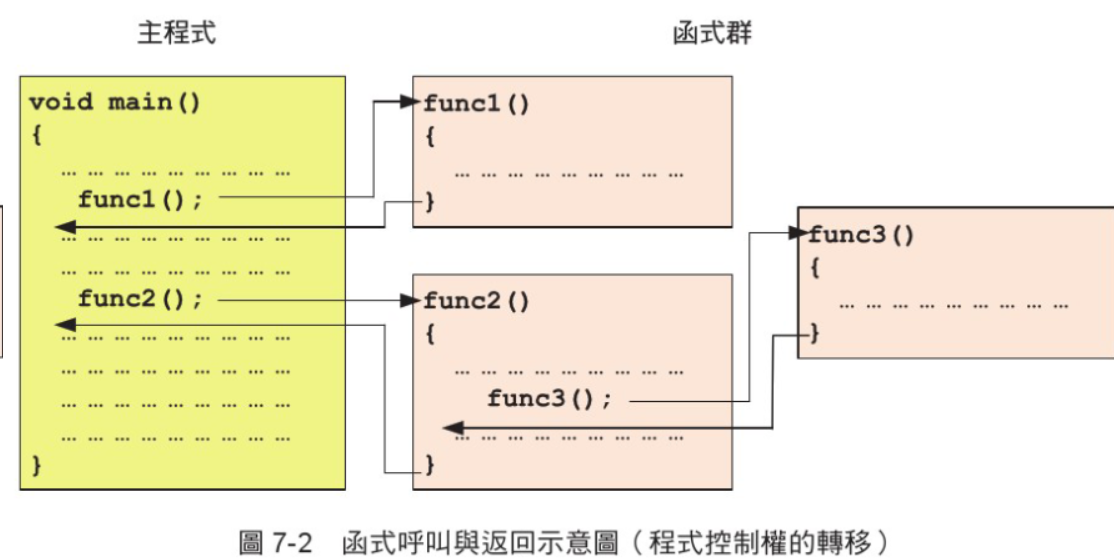 主程式
函式群
void main()
{
… … … … … … … … …
func1();
… … … … … … … … …
… … … … … … … … …
func2();
… … … … … … … … …
… … … … … … … … …
… … … … … … … … …
… … … … … … … … …
}
func1()
{
… … … … … … … … …
}
func2()
{
… … … … … … … … …
func3();
… … … … … … … … …
}
func3()
{
… … … … … … … … …
}
圖 7-2 函式呼叫與返回示意圖（程式控制權的轉移）